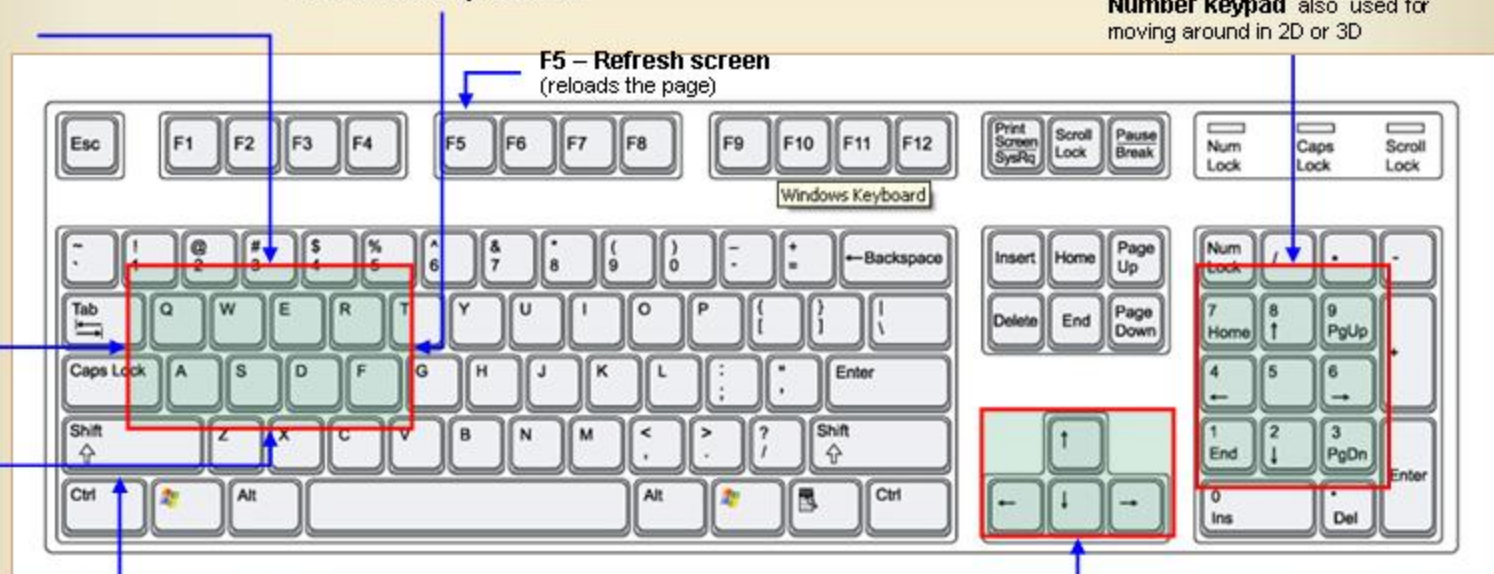 Number Keypad also used for
moving around in 2D or 3D
F5 – Refresh screen
(reloads the page)
Esc F1 F2 F3 F4 F5 F6 F7 F8 F9 F10 F11 F12
Print
Screen
SysRq
Scroll
Lock
Pause
Break
Num
Lock
Caps
Lock
Scroll
Lock
Windows Keyboard
~ ! @ # $ % ^ & * ( ) _ +
` 1 2 3 4 5 6 7 8 9 0 - =
←Backspace
Insert Home Page
Up
Num
Lock
/ * -
Tab Q W E R T Y U I O P { } |
[ ] \
Delete End Page
Down
7 8 9
Home ↑ PgUp
+
Caps Lock A S D F G H J K L : " Enter
; '
4 5 6
← →
Shift Z X C V B N M < > ? Shift
, . /
↑
1 2 3
End ↓ PgDn
Enter
Ctrl Alt Alt Ctrl
← ↓ →
0 .
Ins Del